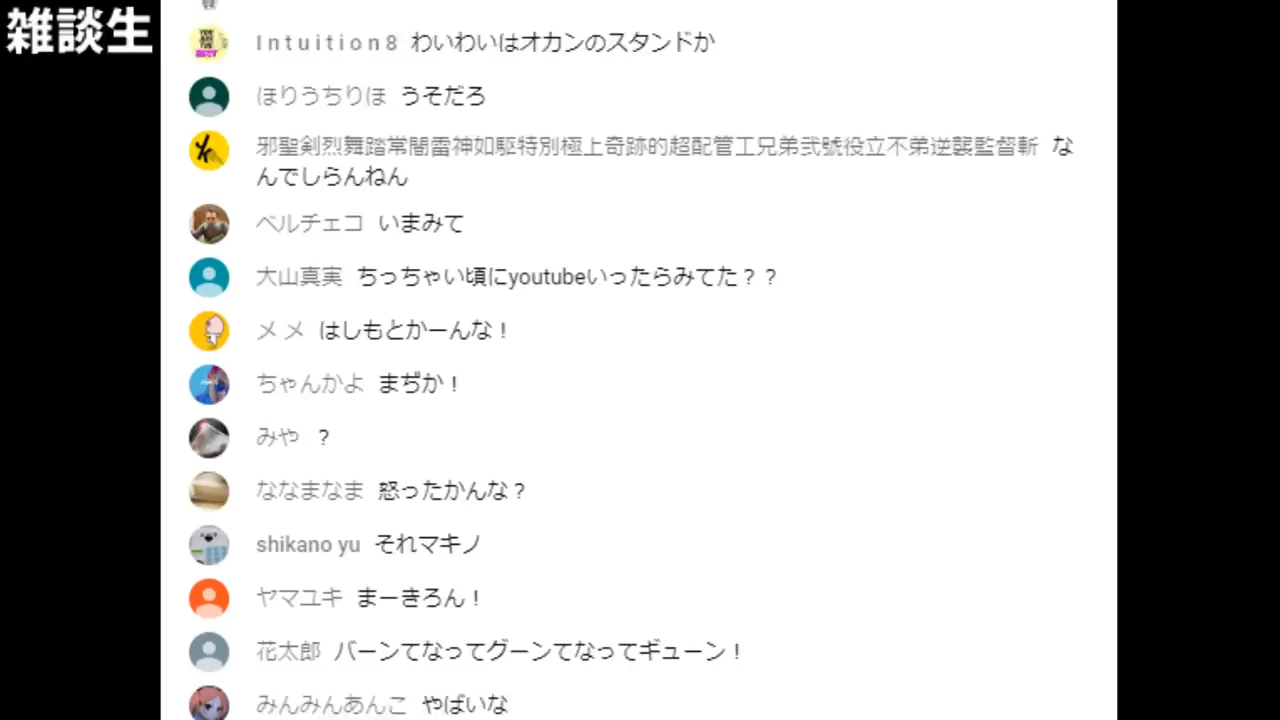 雑談生
Intuition8 わいわいはオカンのスタンドか
ほりうちりほ うそだろ
邪聖剣烈舞踏常闇雷神如駆特別極上奇跡的超配管工兄弟弐號役立不弟逆襲監督斬 な
んでしらんねん
ベルチェコ いまみて
大山真実 ちっちゃい頃にyoutubeいったらみてた？？
メメ はしもとかーんな！
ちゃんかよ まぢか！
みや ？
ななまなま 怒ったかんな？
shikano yu それマキノ
ヤマユキ まーきろん！
花太郎 バーンてなってグーンてなってギューン！
みんみんあんこ やばいな